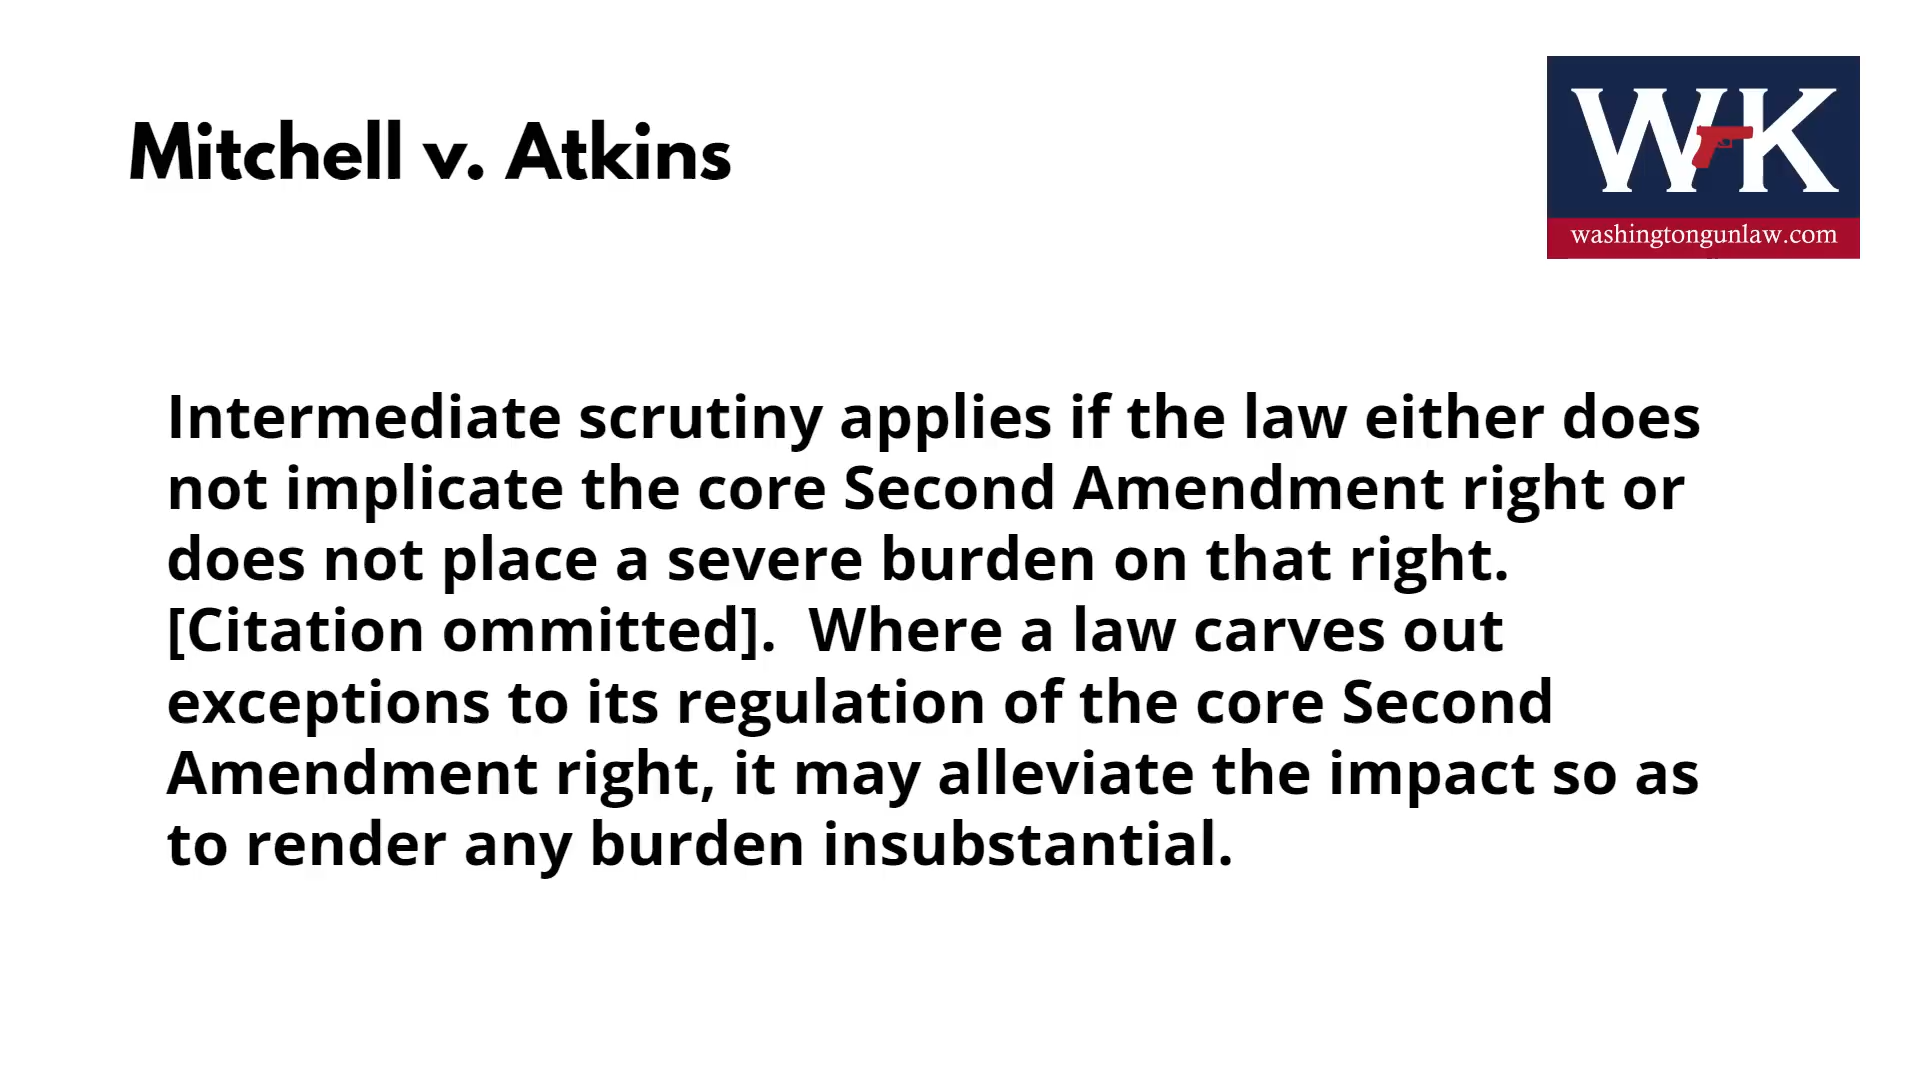 Mitchell v. Atkins
WK
washingtongunlaw.com
Intermediate scrutiny applies if the law either does
not implicate the core Second Amendment right or
does not place a severe burden on that right.
[Citation ommitted].  Where a law carves out
exceptions to its regulation of the core Second
Amendment right, it may alleviate the impact so as
to render any burden insubstantial.